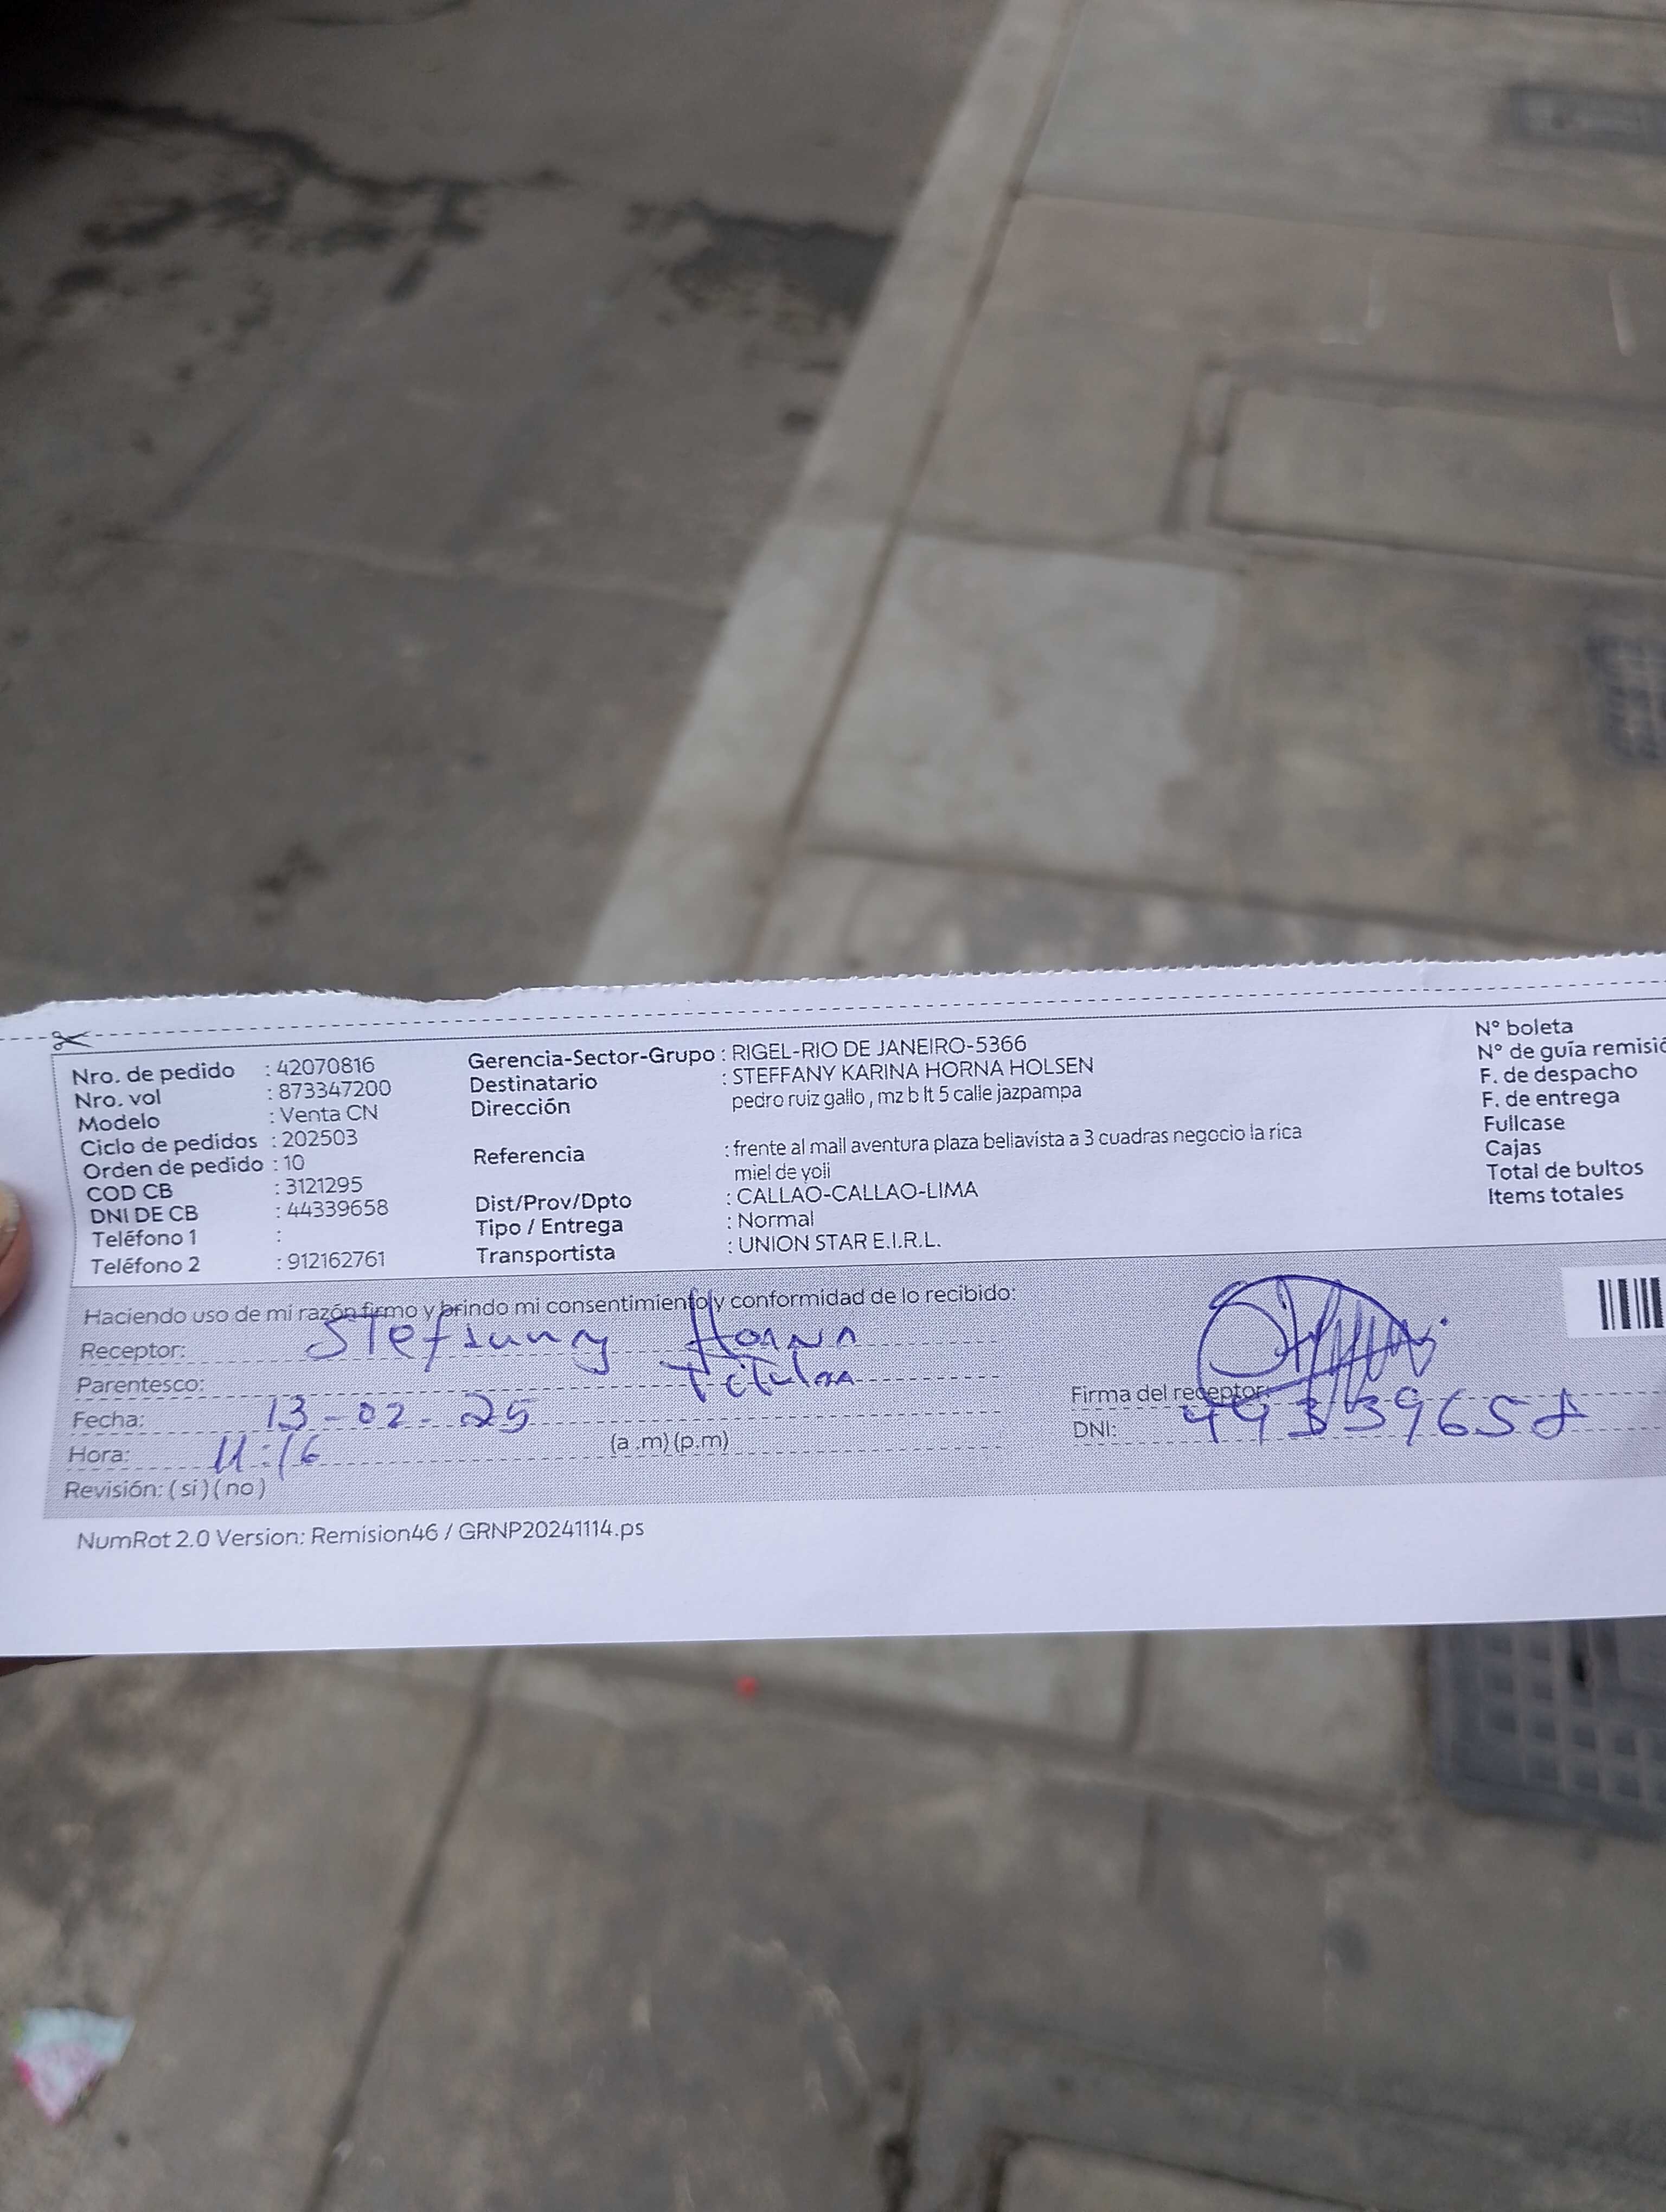 Nro. de pedido : 42070816
Nro. vol : 873347200
Modelo : Venta CN
Ciclo de pedidos : 202503
Orden de pedido : 10
COD CB : 3121295
DNI DE CB : 44339658
Teléfono 1 :
Teléfono 2 : 912162761
Gerencia-Sector-Grupo : RIGEL-RIO DE JANEIRO-5366
Destinatario : STEFFANY KARINA HORNA HOLSEN
Dirección pedro ruiz gallo , mz b lt 5 calle jazpampa
Referencia : frente al mall aventura plaza bellavista a 3 cuadras negocio la rica
miel de yoli
Dist/Prov/Dpto : CALLAO-CALLAO-LIMA
Tipo / Entrega : Normal
Transportista : UNION STAR E.I.R.L.
N° boleta
N° de guía remisió
F. de despacho
F. de entrega
Fullcase
Cajas
Total de bultos
Items totales
Haciendo uso de mi razón firmo y brindo mi consentimiento y conformidad de lo recibido:
Receptor: Steffany Horna
Parentesco: Titular
Fecha: 13-02-25
Hora: 11:16 (a .m) (p.m)
Revisión: ( si ) ( no )
Firma del receptor:
DNI: 44339658
NumRot 2.0 Version: Remision46 / GRNP20241114.ps